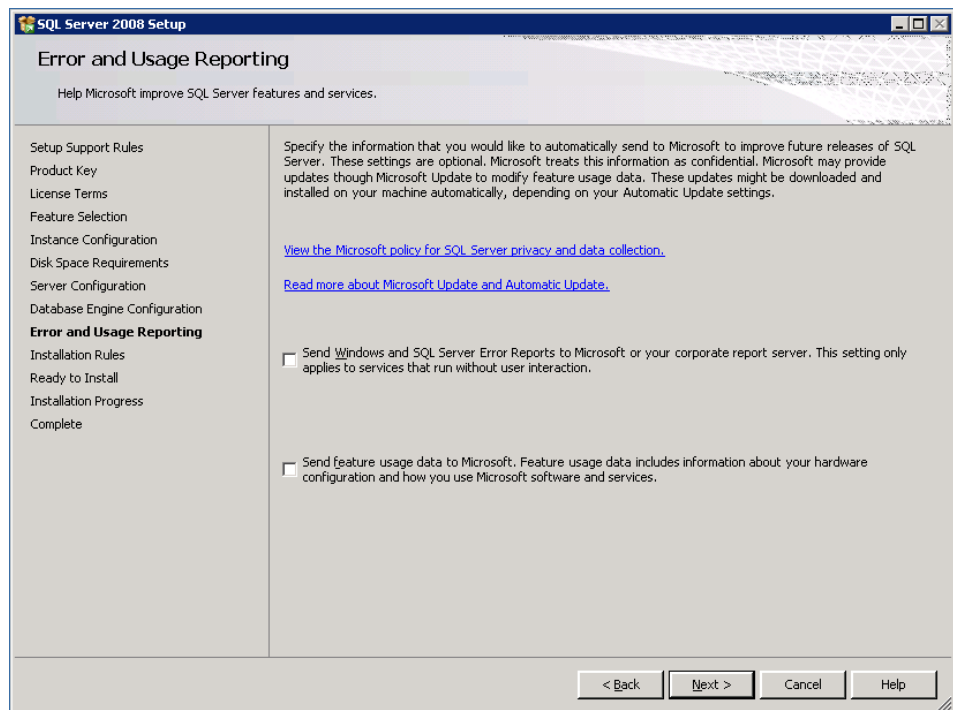 SQL Server 2008 Setup
Error and Usage Reporting
Help Microsoft improve SQL Server features and services.
Setup Support Rules
Product Key
License Terms
Feature Selection
Instance Configuration
Disk Space Requirements
Server Configuration
Database Engine Configuration
Error and Usage Reporting
Installation Rules
Ready to Install
Installation Progress
Complete
Specify the information that you would like to automatically send to Microsoft to improve future releases of SQL
Server. These settings are optional. Microsoft treats this information as confidential. Microsoft may provide
updates though Microsoft Update to modify feature usage data. These updates might be downloaded and
installed on your machine automatically, depending on your Automatic Update settings.
View the Microsoft policy for SQL Server privacy and data collection.
Read more about Microsoft Update and Automatic Update.
Send Windows and SQL Server Error Reports to Microsoft or your corporate report server. This setting only
applies to services that run without user interaction.
Send feature usage data to Microsoft. Feature usage data includes information about your hardware
configuration and how you use Microsoft software and services.
< Back
Next >
Cancel
Help